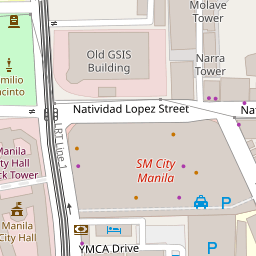 Molave
Tower
Old GSIS
Building
Narra
Tower
milio
acinto
Natividad Lopez Street
Na
LRT Line 1
Manila
City Hall
ck Tower
SM City
Manila
P
Manila
City Hall
P
YMCA Drive